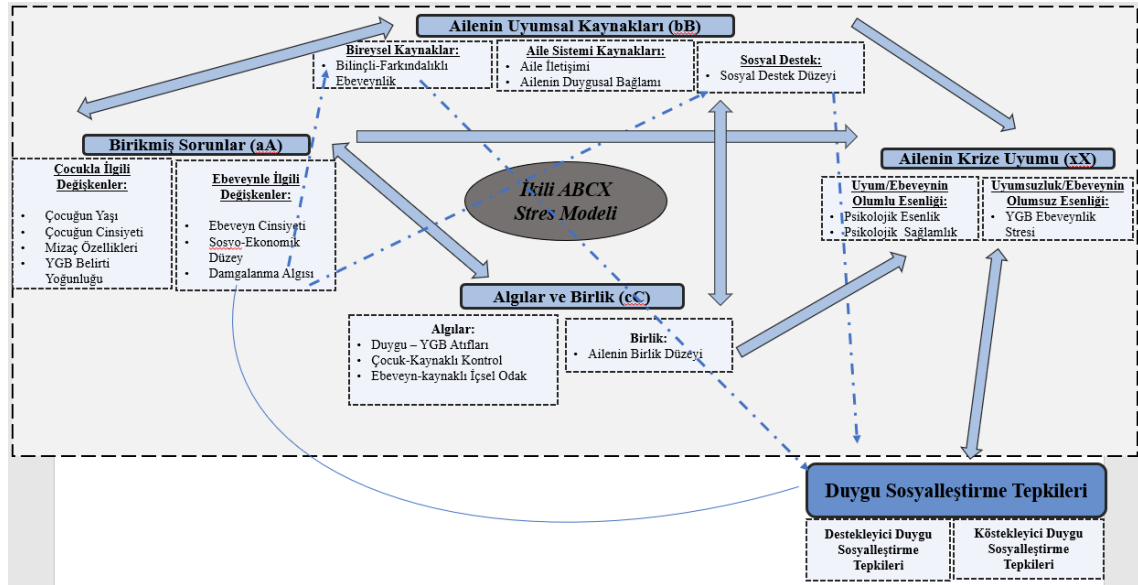 Ailenin Uyumsal Kaynakları (bB)
Bireysel Kaynaklar:
• Bilinçli-Farkındalıklı
Ebeveynlik
Aile Sistemi Kaynakları:
• Aile İletişimi
• Ailenin Duygusal Bağlamı
Sosyal Destek:
• Sosyal Destek Düzeyi
Birikmiş Sorunlar (aA)
Çocukla İlgili
Değişkenler:
• Çocuğun Yaşı
• Çocuğun Cinsiyeti
• Mizaç Özellikleri
• YGB Belirti
Yoğunluğu
Ebeveynle İlgili
Değişkenler:
• Ebeveyn Cinsiyeti
• Sosyo-Ekonomik
Düzey
• Damgalanma Algısı
İkili ABCX
Stres Modeli
Ailenin Krize Uyumu (xX)
Uyum/Ebeveynin
Olumlu Esenliği:
• Psikolojik Esenlik
• Psikolojik Sağlamlık
Uyumsuzluk/Ebeveynin
Olumsuz Esenliği:
• YGB Ebeveynlik
Stresi
Algılar ve Birlik (cC)
Algılar:
• Duygu – YGB Atıfları
• Çocuk-Kaynaklı Kontrol
• Ebeveyn-kaynaklı İçsel Odak
Birlik:
• Ailenin Birlik Düzeyi
Duygu Sosyalleştirme Tepkileri
Destekleyici Duygu
Sosyalleştirme
Tepkileri
Köstekleyici Duygu
Sosyalleştirme
Tepkileri